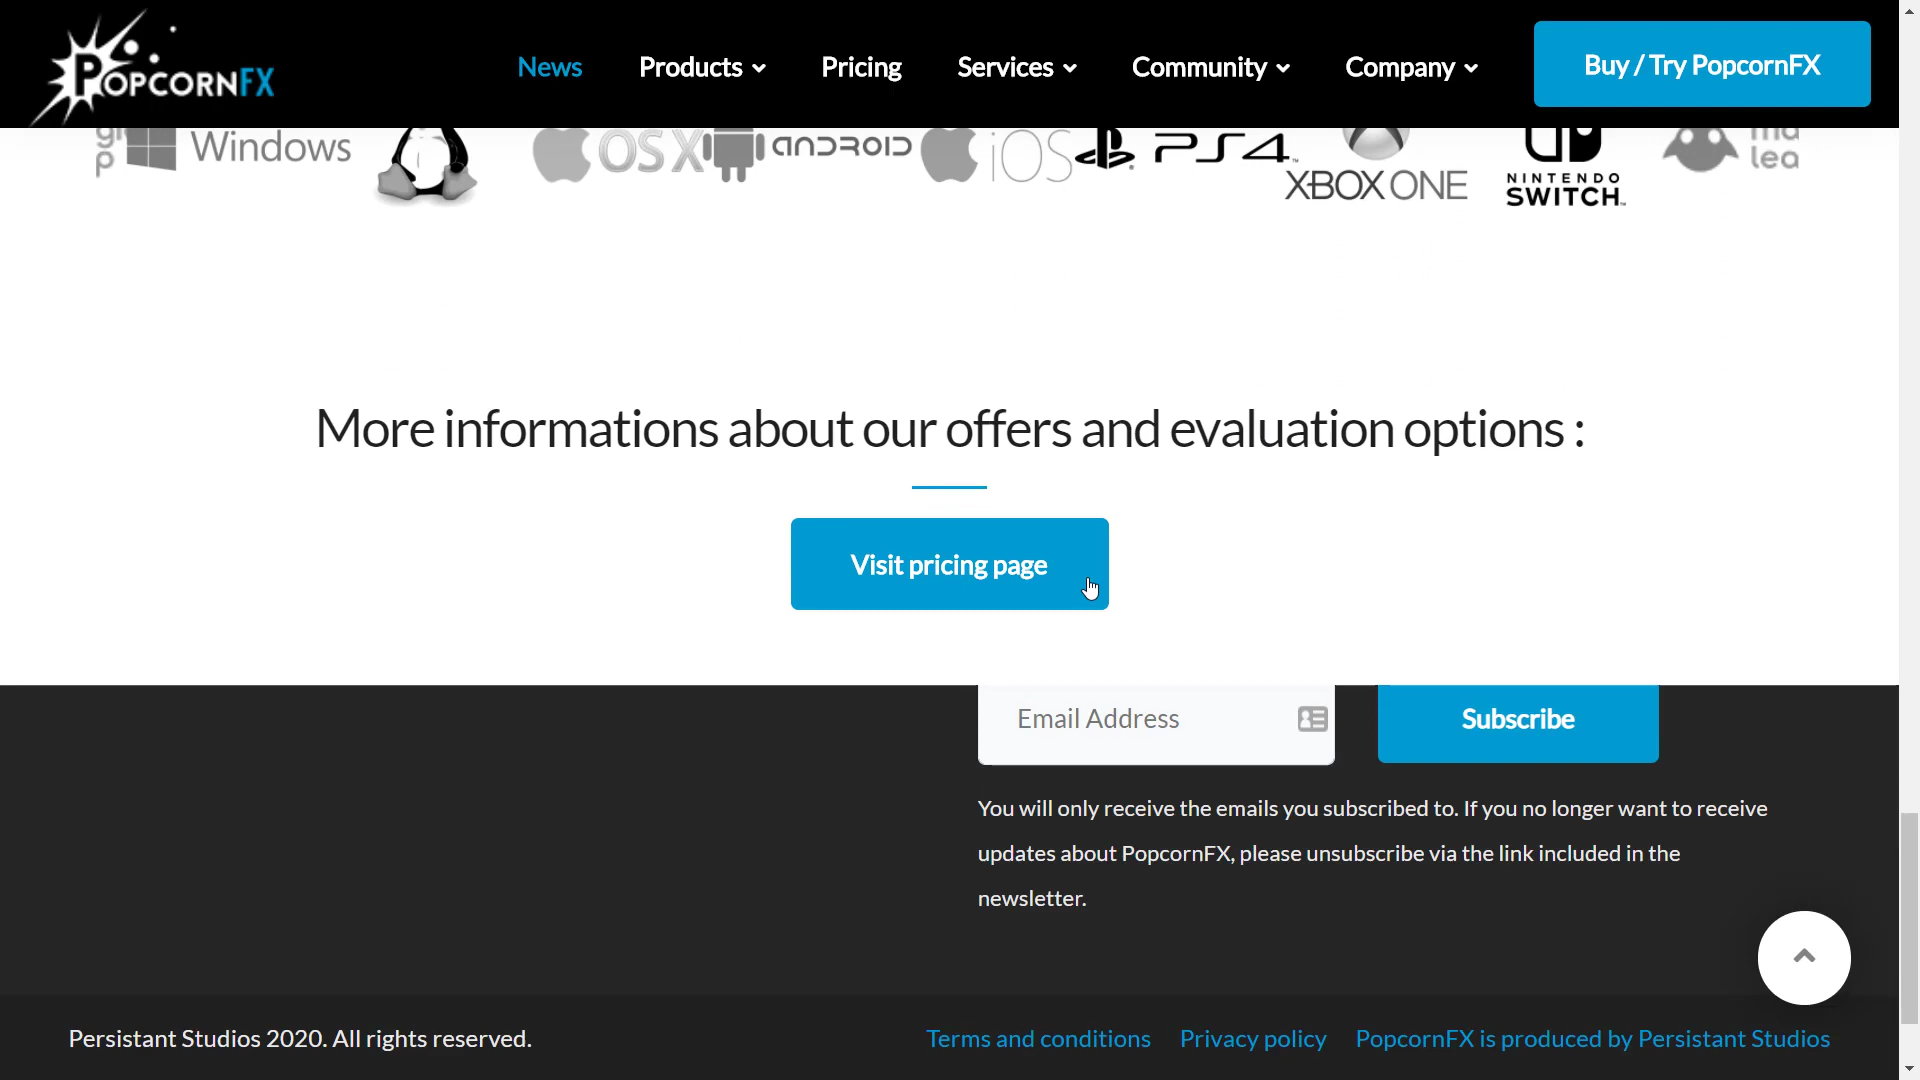 POPCORNFX
News
Products
Pricing
Services
Community
Company
Buy / Try PopcornFX
Windows
OS X
ANDROID
iOS
PS4
XBOX ONE
NINTENDO
SWITCH
lea
More informations about our offers and evaluation options :
Visit pricing page
Email Address
Subscribe
You will only receive the emails you subscribed to. If you no longer want to receive
updates about PopcornFX, please unsubscribe via the link included in the
newsletter.
Persistant Studios 2020. All rights reserved.
Terms and conditions
Privacy policy
PopcornFX is produced by Persistant Studios